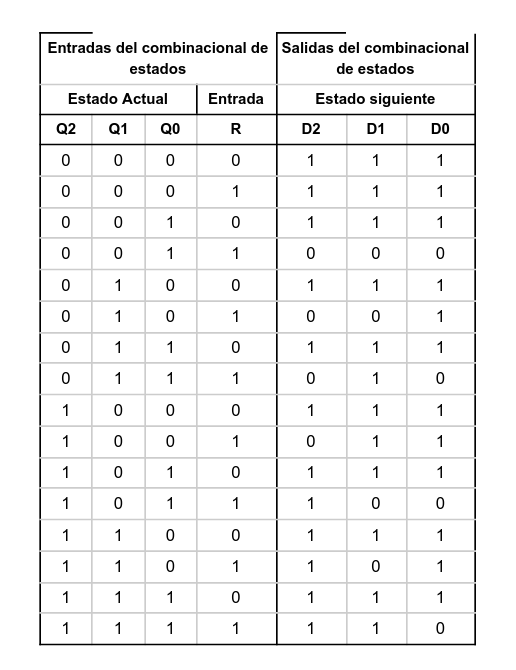 Entradas del combinacional de estados Salidas del combinacional de estados
Estado Actual Entrada Estado siguiente
Q2 Q1 Q0 R D2 D1 D0
0 0 0 0 1 1 1
0 0 0 1 1 1 1
0 0 1 0 1 1 1
0 0 1 1 0 0 0
0 1 0 0 1 1 1
0 1 0 1 0 0 1
0 1 1 0 1 1 1
0 1 1 1 0 1 0
1 0 0 0 1 1 1
1 0 0 1 0 1 1
1 0 1 0 1 1 1
1 0 1 1 1 0 0
1 1 0 0 1 1 1
1 1 0 1 1 0 1
1 1 1 0 1 1 1
1 1 1 1 1 1 0